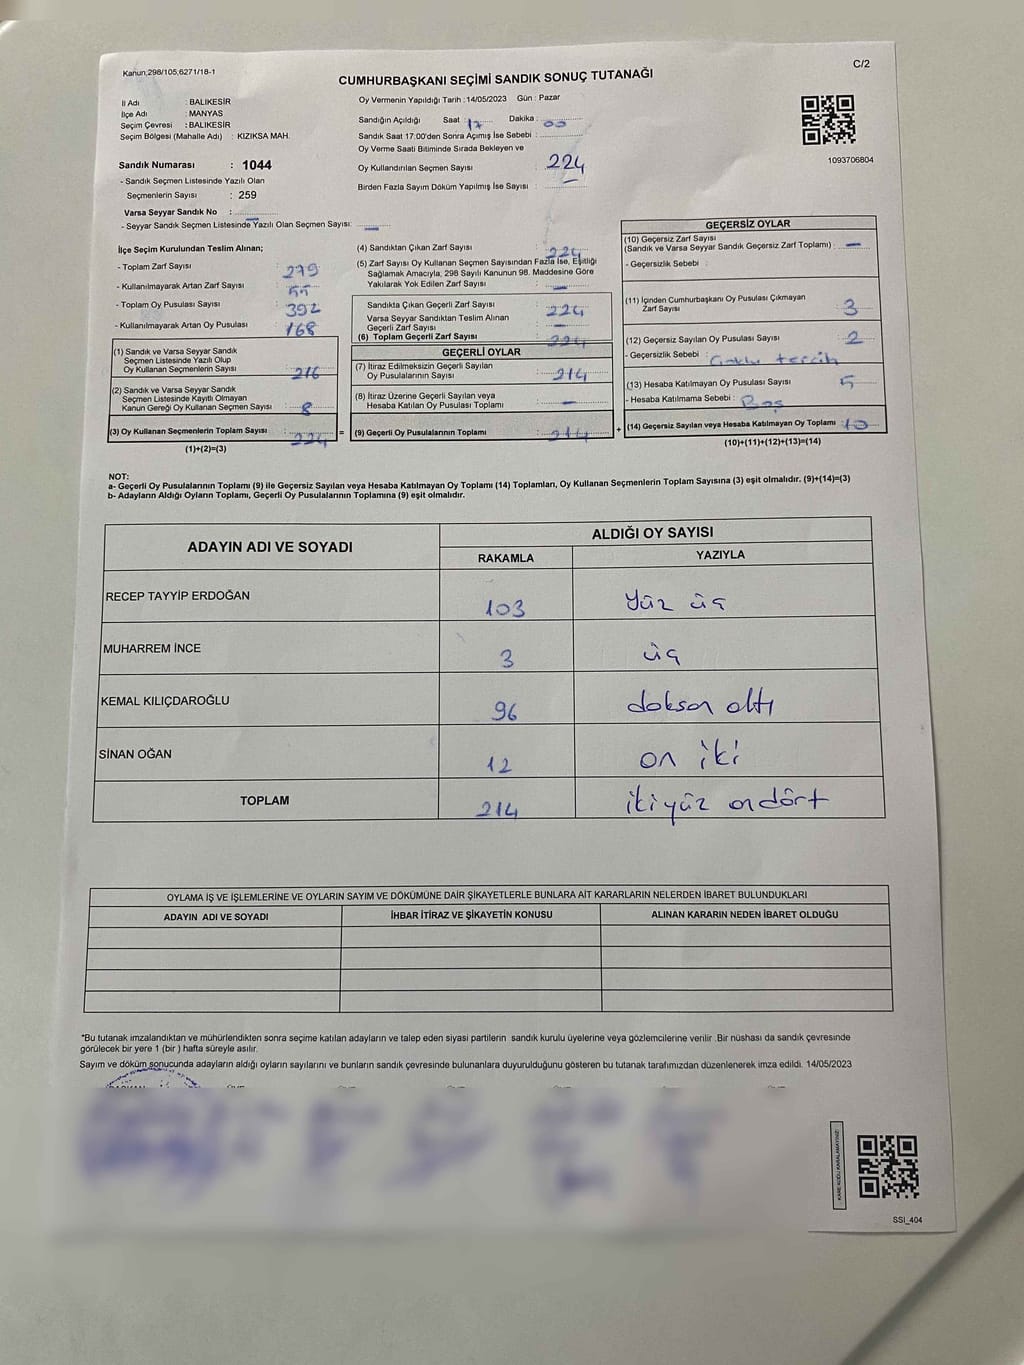 Kanun;298/105,6271/18-1
C/2
CUMHURBAŞKANI SEÇİMİ SANDIK SONUÇ TUTANAĞI
İl Adı : BALIKESİR
İlçe Adı : MANYAS
Seçim Çevresi : BALIKESİR
Seçim Bölgesi (Mahalle Adı) : KIZIKSA MAH.
Sandık Numarası : 1044
- Sandık Seçmen Listesinde Yazılı Olan
Seçmenlerin Sayısı : 259
Varsa Seyyar Sandık No : —
- Seyyar Sandık Seçmen Listesinde Yazılı Olan Seçmen Sayısı: —
Oy Vermenin Yapıldığı Tarih : 14/05/2023 Gün : Pazar
Sandığın Açıldığı Saat : 17 Dakika : 00
Sandık Saat 17:00'den Sonra Açımış İse Sebebi :
Oy Verme Saati Bitiminde Sırada Bekleyen ve
Oy Kullandırılan Seçmen Sayısı : 224
Birden Fazla Sayım Döküm Yapılmış İse Sayısı : —
1093706804
İlçe Seçim Kurulundan Teslim Alınan;
- Toplam Zarf Sayısı : 279
- Kullanılmayarak Artan Zarf Sayısı : 55
- Toplam Oy Pusulası Sayısı : 392
- Kullanılmayarak Artan Oy Pusulası : 168
(1) Sandık ve Varsa Seyyar Sandık
Seçmen Listesinde Yazılı Olup
Oy Kullanan Seçmenlerin Sayısı : 216
(2) Sandık ve Varsa Seyyar Sandık
Seçmen Listesinde Kayıtlı Olmayan
Kanun Gereği Oy Kullanan Seçmen Sayısı : 8
(3) Oy Kullanan Seçmenlerin Toplam Sayısı : 224
(1)+(2)=(3)
=
(4) Sandıktan Çıkan Zarf Sayısı : 224
(5) Zarf Sayısı Oy Kullanan Seçmen Sayısından Fazla İse, Eşitliği
Sağlamak Amacıyla, 298 Sayılı Kanunun 98. Maddesine Göre
Yakılarak Yok Edilen Zarf Sayısı : —
Sandıkta Çıkan Geçerli Zarf Sayısı : 224
Varsa Seyyar Sandıktan Teslim Alınan
Geçerli Zarf Sayısı : —
(6) Toplam Geçerli Zarf Sayısı : 224
GEÇERLİ OYLAR
(7) İtiraz Edilmeksizin Geçerli Sayılan
Oy Pusulalarının Sayısı : 214
(8) İtiraz Üzerine Geçerli Sayılan veya
Hesaba Katılan Oy Pusulası Toplamı : —
(9) Geçerli Oy Pusulalarının Toplamı : 214
+
GEÇERSİZ OYLAR
(10) Geçersiz Zarf Sayısı
(Sandık ve Varsa Seyyar Sandık Geçersiz Zarf Toplamı) : —
- Geçersizlik Sebebi :
(11) İçinden Cumhurbaşkanı Oy Pusulası Çıkmayan
Zarf Sayısı : 3
(12) Geçersiz Sayılan Oy Pusulası Sayısı : 2
- Geçersizlik Sebebi : Çoklu tercih
(13) Hesaba Katılmayan Oy Pusulası Sayısı : 5
- Hesaba Katılmama Sebebi : Boş
(14) Geçersiz Sayılan veya Hesaba Katılmayan Oy Toplamı : 10
(10)+(11)+(12)+(13)=(14)
NOT:
a- Geçerli Oy Pusulalarının Toplamı (9) ile Geçersiz Sayılan veya Hesaba Katılmayan Oy Toplamı (14) Toplamları, Oy Kullanan Seçmenlerin Toplam Sayısına (3) eşit olmalıdır. (9)+(14)=(3)
b- Adayların Aldığı Oyların Toplamı, Geçerli Oy Pusulalarının Toplamına (9) eşit olmalıdır.
ADAYIN ADI VE SOYADI ALDIĞI OY SAYISI
RAKAMLA YAZIYLA
RECEP TAYYİP ERDOĞAN 103 Yüz üç
MUHARREM İNCE 3 üç
KEMAL KILIÇDAROĞLU 96 doksan altı
SİNAN OĞAN 12 on iki
TOPLAM 214 ikiyüz ondört
OYLAMA İŞ VE İŞLEMLERİNE VE OYLARIN SAYIM VE DÖKÜMÜNE DAİR ŞİKAYETLERLE BUNLARA AİT KARARLARIN NELERDEN İBARET BULUNDUKLARI
ADAYIN ADI VE SOYADI İHBAR İTİRAZ VE ŞİKAYETİN KONUSU ALINAN KARARIN NEDEN İBARET OLDUĞU
*Bu tutanak imzalandıktan ve mühürlendikten sonra seçime katılan adayların ve talep eden siyasi partilerin sandık kurulu üyelerine veya gözlemcilerine verilir .Bir nüshası da sandık çevresinde
görülecek bir yere 1 (bir ) hafta süreyle asılır.
Sayım ve döküm sonucunda adayların aldığı oyların sayılarını ve bunların sandık çevresinde bulunanlara duyurulduğunu gösteren bu tutanak tarafımızdan düzenlenerek imza edildi. 14/05/2023
KARE KODU KARALAMAYINIZ!
SSI_404